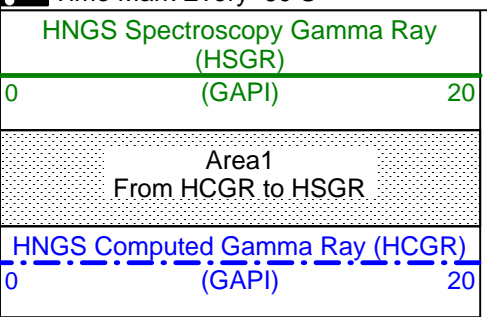 HNGS Spectroscopy Gamma Ray
(HSGR)
0 (GAPI) 20
Area1
From HCGR to HSGR
HNGS Computed Gamma Ray (HCGR)
0 (GAPI) 20